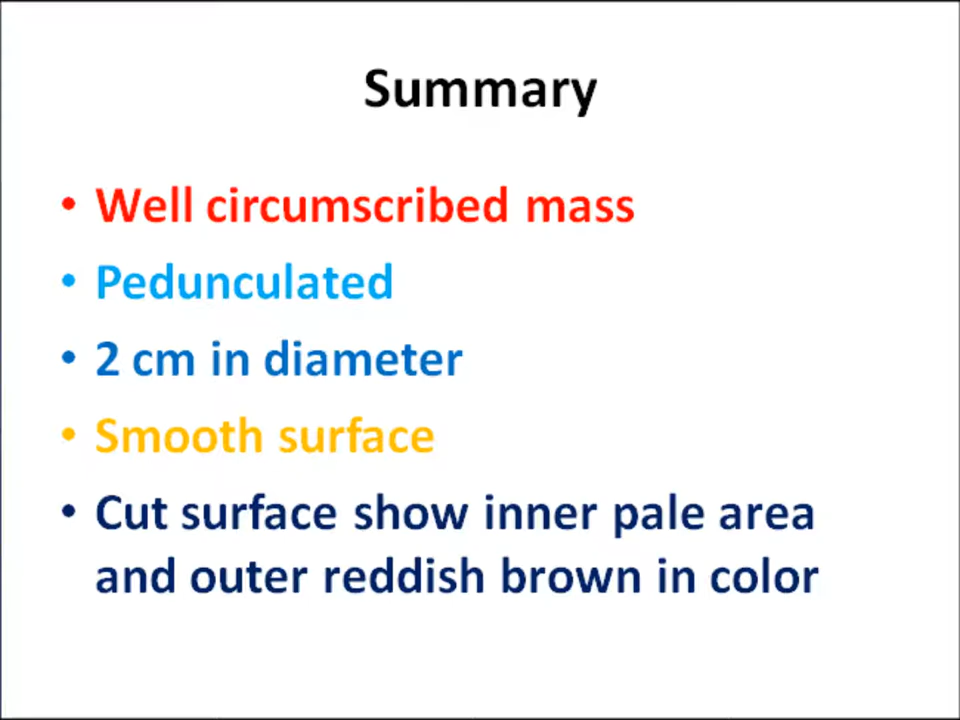 Summary
• Well circumscribed mass
• Pedunculated
• 2 cm in diameter
• Smooth surface
• Cut surface show inner pale area
and outer reddish brown in color